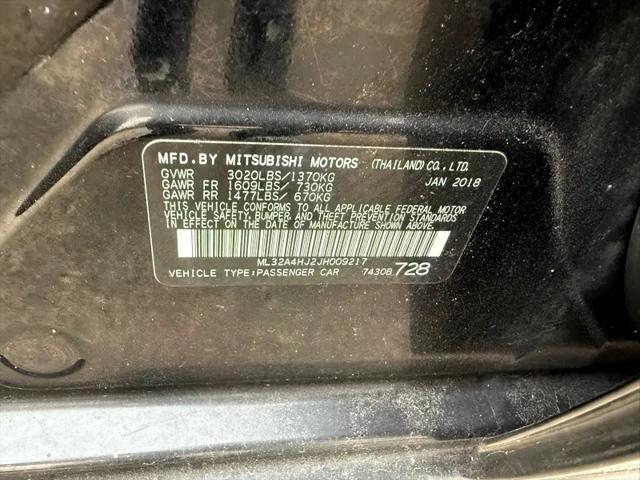 MFD. BY MITSUBISHI MOTORS (THAILAND) CO., LTD.
GVWR 3020LBS/1370KG JAN 2018
GAWR FR 1609LBS/ 730KG
GAWR RR 1477LBS/ 670KG
THIS VEHICLE CONFORMS TO ALL APPLICABLE FEDERAL MOTOR
VEHICLE SAFETY, BUMPER, AND THEFT PREVENTION STANDARDS
IN EFFECT ON THE DATE OF MANUFACTURE SHOWN ABOVE.
ML32A4HJ2JH009217
VEHICLE TYPE:PASSENGER CAR 7430B 728